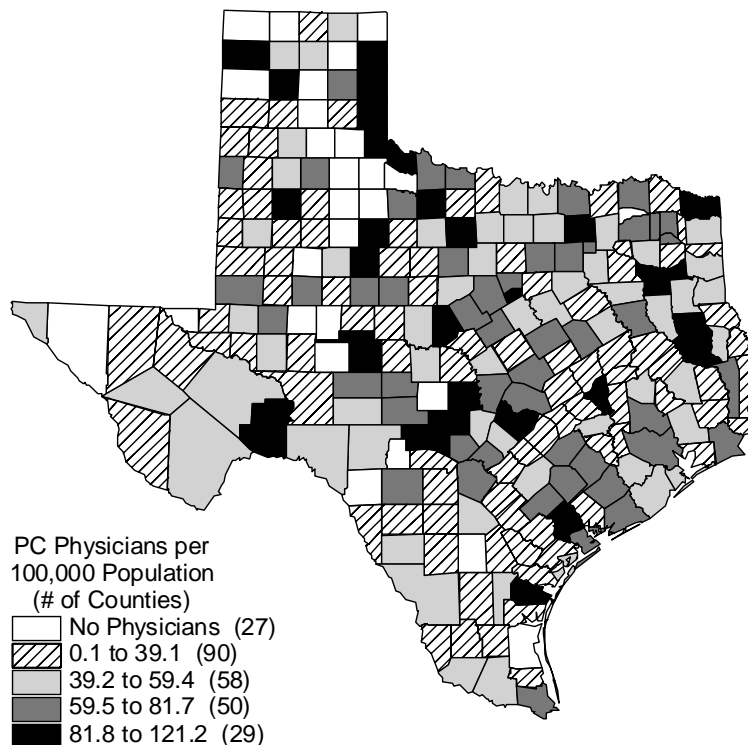 PC Physicians per
100,000 Population
(# of Counties)
No Physicians (27)
0.1 to 39.1 (90)
39.2 to 59.4 (58)
59.5 to 81.7 (50)
81.8 to 121.2 (29)